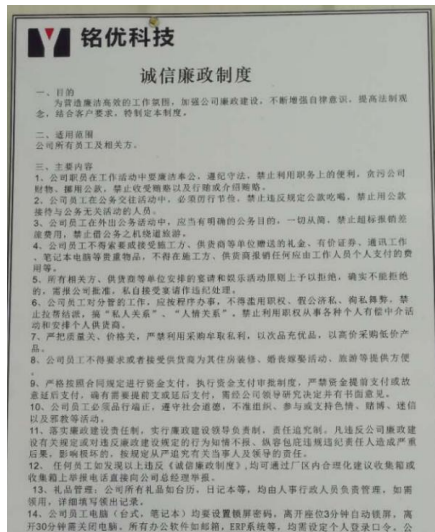 铭优科技
诚信廉政制度
一、目的
为营造廉洁高效的工作氛围，加强公司廉政建设，不断增强自律意识，提高法制观
念，结合客户要求，特制定本制度。
二、适用范围
公司所有员工及相关方。
三、主要内容
1、公司职员在工作活动中要廉洁奉公、遵纪守法、禁止利用职务上的便利，贪污公司
财物、挪用公款，禁止收受贿赂以及行贿或介绍贿赂。
2、公司员工在公务交往活动中，必须厉行节俭，禁止违反规定公款吃喝，禁止用公款
接待与公务无关活动的人员。
3、公司员工在外出公务活动中，应当有明确的公务目的，一切从简，禁止超标报销差
旅费用，禁止借公务之机绕道旅游。
4、公司员工不得索要或接受施工方、供货商等单位赠送的礼金、有价证券、通讯工作
、笔记本电脑等贵重物品，不得在施工方、供货商报销任何应由工作人员个人支付的费
用等。
5、所有相关方、供货商等单位安排的宴请和娱乐活动原则上予以拒绝，确实不能拒绝
的，需报公司批准，私自接受宴请作违纪处理。
6、公司员工对分管的工作，应按程序办事，不得滥用职权、假公济私、徇私舞弊，禁
止拉帮结派，搞“私人关系”、“人情关系”，禁止利用职权从事各种个人有偿中介活
动和安排个人供货商。
7、严把质量关、价格关，严禁利用采购牟取私利，以次品充优品，以高价采购低价产
品。
8、公司员工不得要求或者接受供货商为其住房装修、婚丧嫁娶活动、旅游等提供方便
。
9、严格按照合同规定进行资金支付，执行资金支付审批制度，严禁资金提前支付或故
意延后支付，确有需要提前支或延后支付，需经公司领导研究决定并有书面意见。
10、公司员工必须品行端正，遵守社会道德，不准组织、参与或支持色情、赌博、迷信
以及邪教等活动。
11、落实廉政建设责任制，实行廉政建设领导负责制，责任追究制。凡违反公司廉政建
设有关规定或对违反廉政建设规定的行为知情不报、纵容包庇违规违纪责任人造成严重
后果，影响极坏的，按规定从严追究有关当事人及领导的责任。
12、任何员工如发现以上违反《诚信廉政制度》，均可通过厂区内合理化建议收集箱或
收集箱上举报电话直接向公司总经理举报。
13、礼品管理：公司所有礼品如台历、日记本等，均由人事行政人员负责管理，如需
领用，详细填写领出记录。
14、公司员工电脑（台式、笔记本）均要设置锁屏密码，离开座位3分钟自动锁屏，离
开30分钟需关闭电脑。所有办公软件如邮箱，ERP系统等，均需设定个人登录口令。公